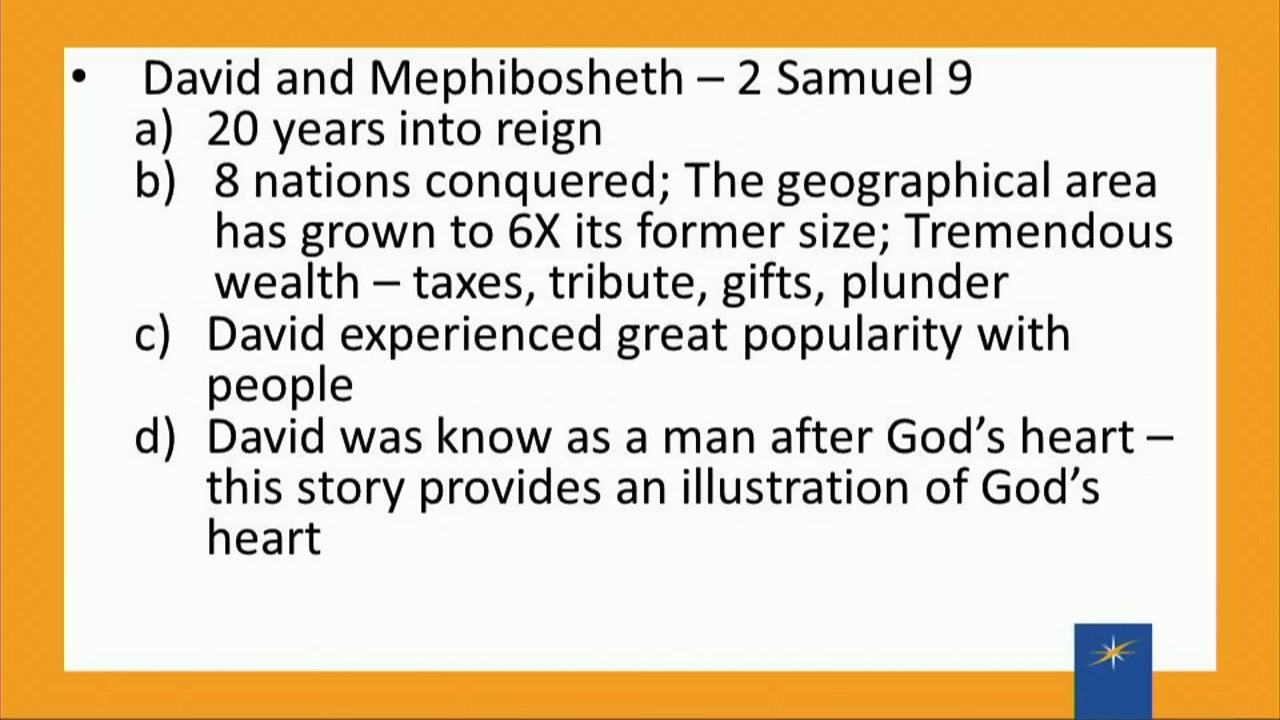 • David and Mephibosheth – 2 Samuel 9
a) 20 years into reign
b) 8 nations conquered; The geographical area
has grown to 6X its former size; Tremendous
wealth – taxes, tribute, gifts, plunder
c) David experienced great popularity with
people
d) David was know as a man after God’s heart –
this story provides an illustration of God’s
heart